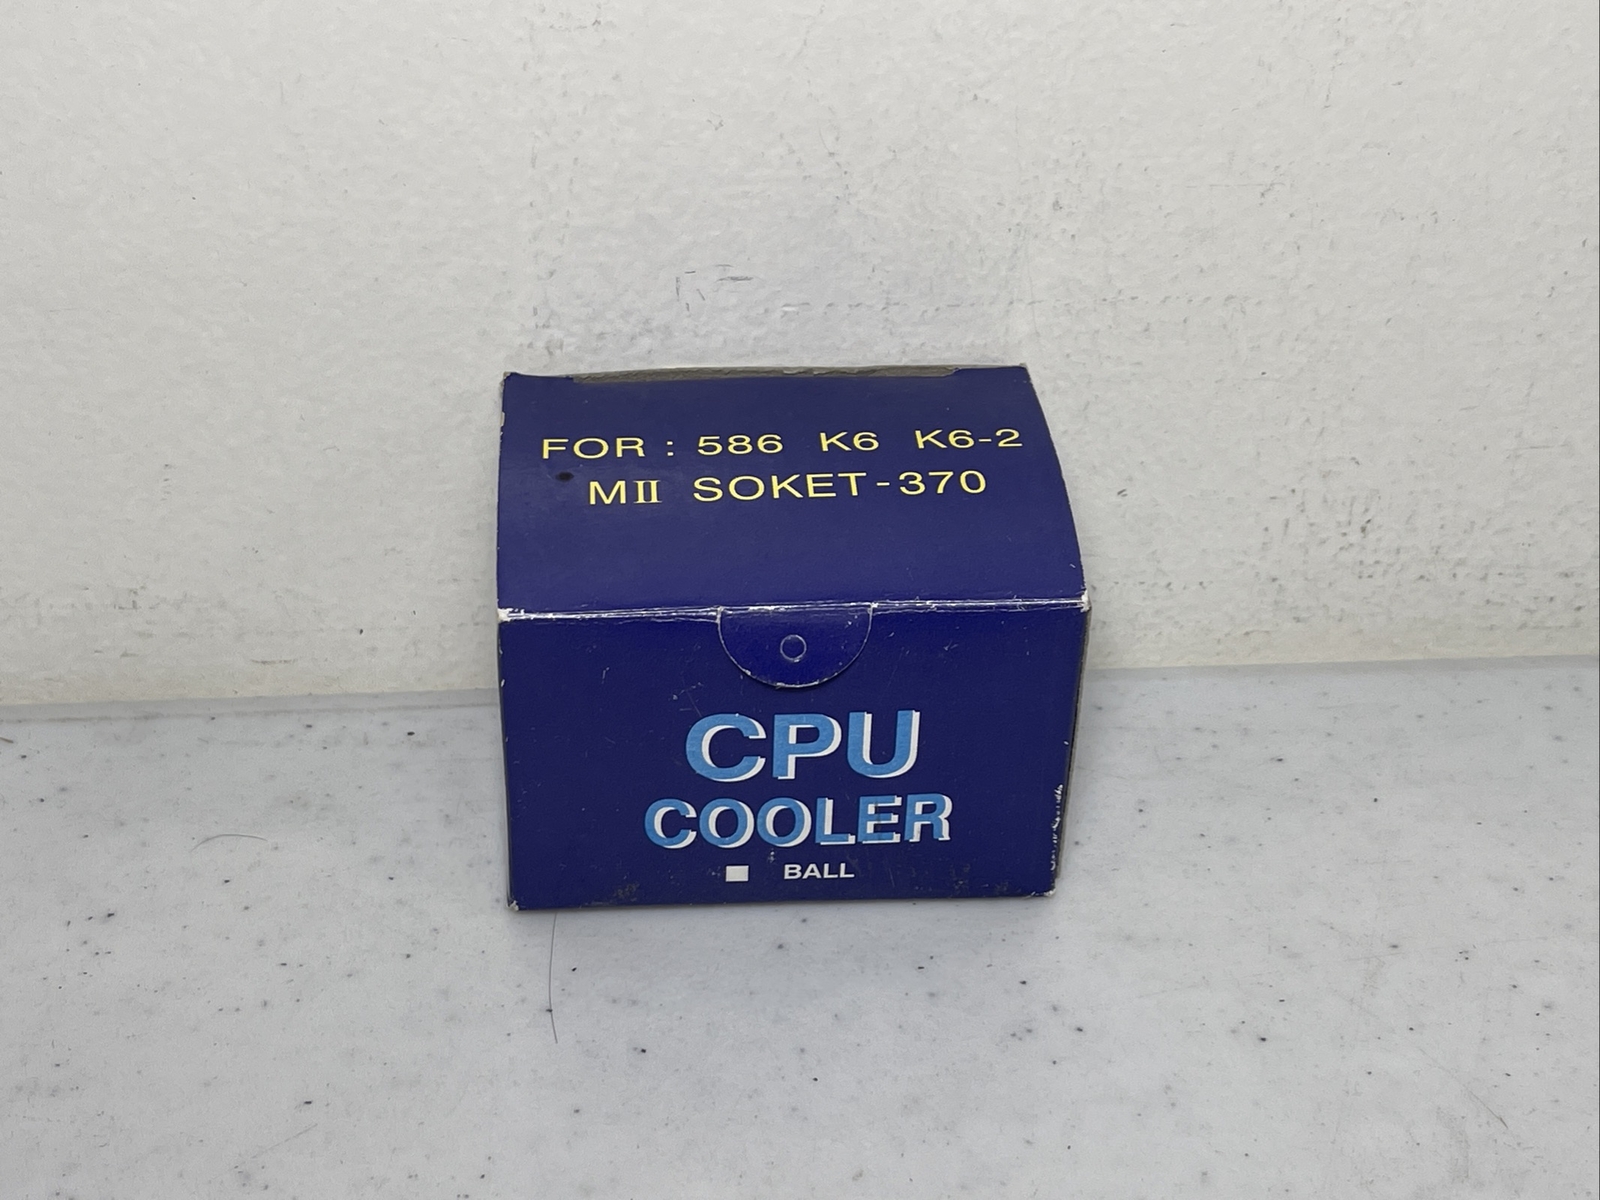 FOR : 586 K6 K6-2
MII SOKET-370
CPU
COOLER
BALL